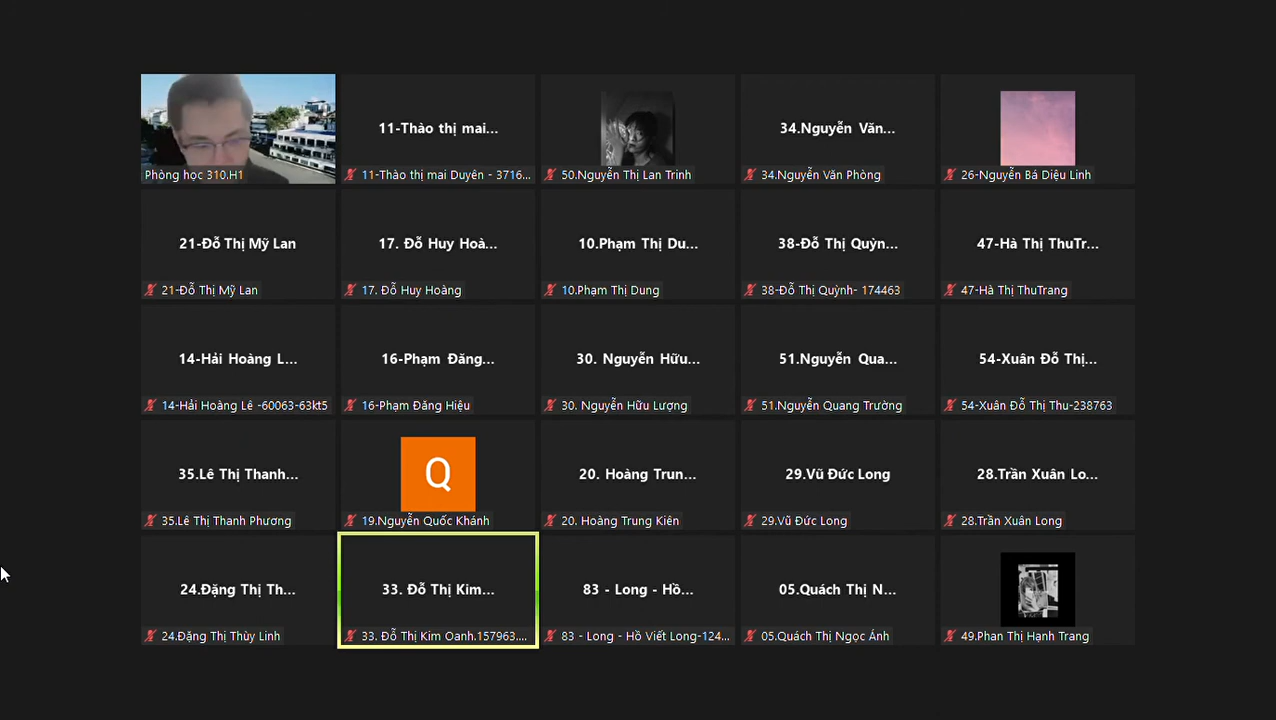 Phòng học 310.H1
11-Thào thị mai...
11-Thào thị mai Duyên - 3716...
50.Nguyễn Thị Lan Trinh
34.Nguyễn Văn...
34.Nguyễn Văn Phòng
26-Nguyễn Bá Diệu Linh
21-Đỗ Thị Mỹ Lan
21-Đỗ Thị Mỹ Lan
17. Đỗ Huy Hoà...
17. Đỗ Huy Hoàng
10.Phạm Thị Du...
10.Phạm Thị Dung
38-Đỗ Thị Quỳn...
38-Đỗ Thị Quỳnh- 174463
47-Hà Thị ThuTr...
47-Hà Thị ThuTrang
14-Hải Hoàng L...
14-Hải Hoàng Lê -60063-63kt5
16-Phạm Đăng...
16-Phạm Đăng Hiệu
30. Nguyễn Hữu...
30. Nguyễn Hữu Lượng
51.Nguyễn Qua...
51.Nguyễn Quang Trường
54-Xuân Đỗ Thị...
54-Xuân Đỗ Thị Thu-238763
35.Lê Thị Thanh...
35.Lê Thị Thanh Phương
Q
19.Nguyễn Quốc Khánh
20. Hoàng Trun...
20. Hoàng Trung Kiên
29.Vũ Đức Long
29.Vũ Đức Long
28.Trần Xuân Lo...
28.Trần Xuân Long
24.Đặng Thị Th...
24.Đặng Thị Thùy Linh
33. Đỗ Thị Kim...
33. Đỗ Thị Kim Oanh.157963....
83 - Long - Hồ...
83 - Long - Hồ Viết Long-124...
05.Quách Thị N...
05.Quách Thị Ngọc Ánh
49.Phan Thị Hạnh Trang